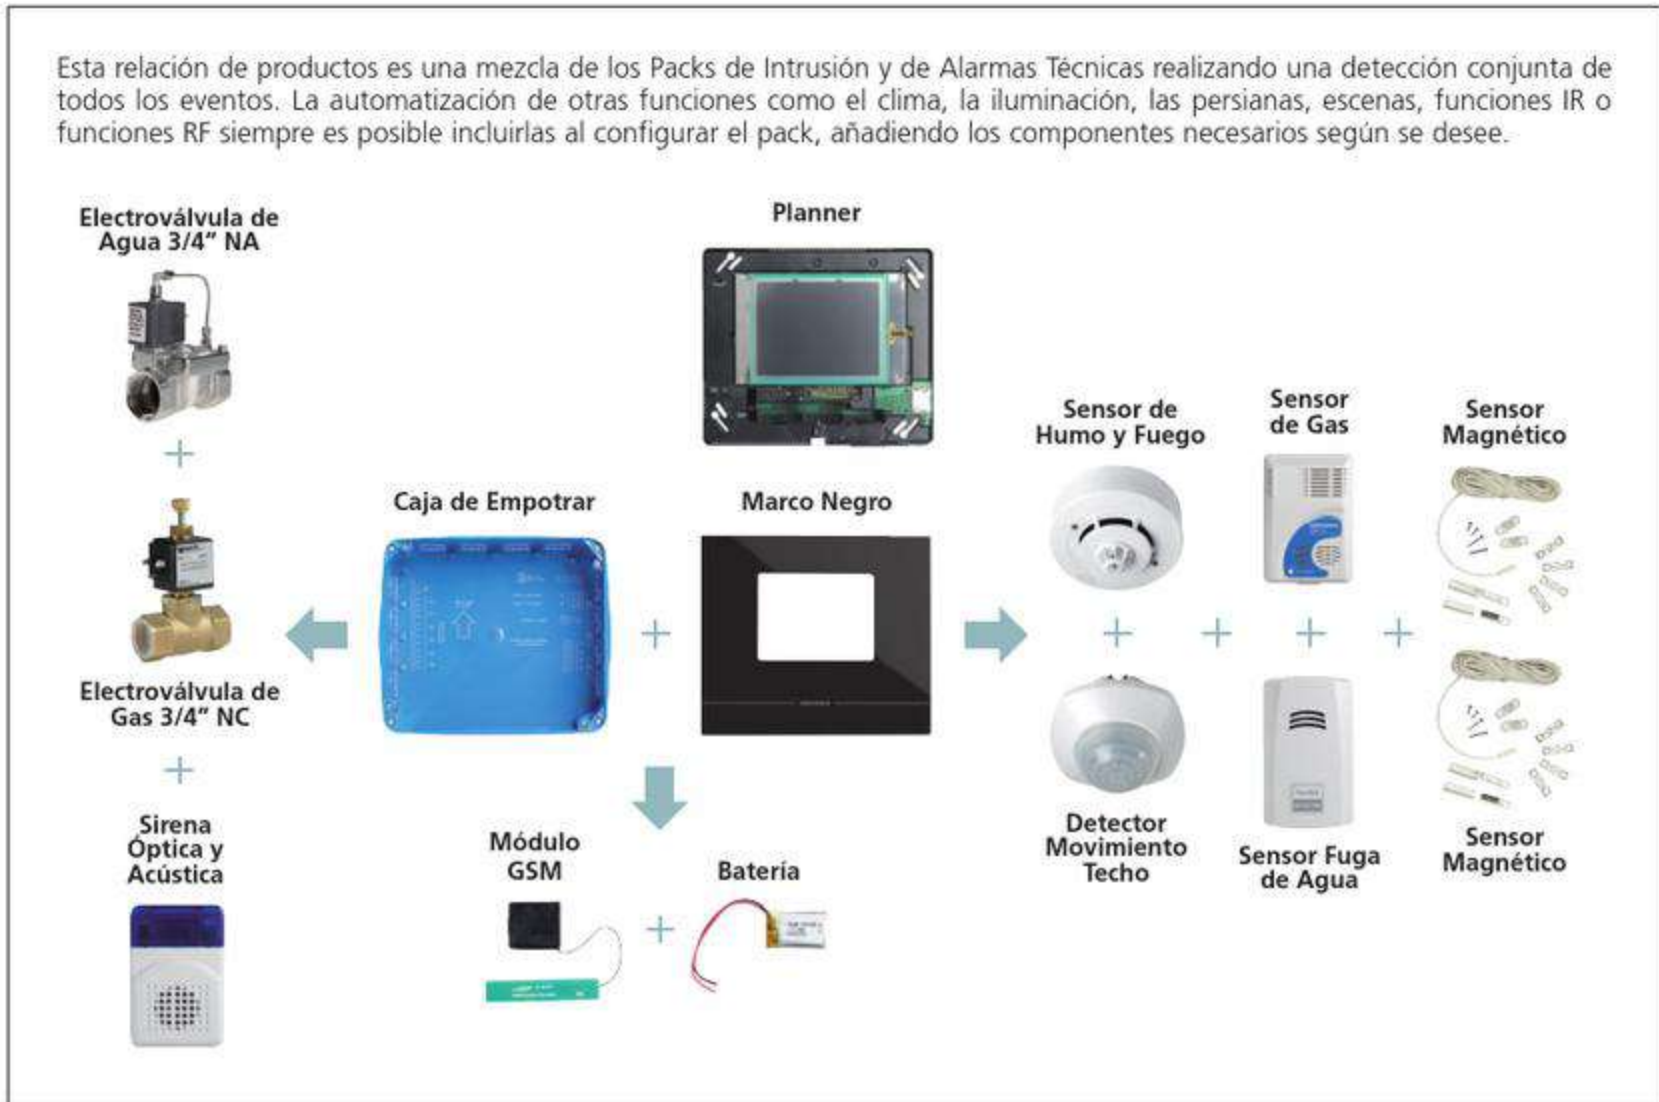 Esta relación de productos es una mezcla de los Packs de Intrusión y de Alarmas Técnicas realizando una detección conjunta de
todos los eventos. La automatización de otras funciones como el clima, la iluminación, las persianas, escenas, funciones IR o
funciones RF siempre es posible incluirlas al configurar el pack, añadiendo los componentes necesarios según se desee.
Electroválvula de
Agua 3/4” NA
Planner
Sensor de
Humo y Fuego
Sensor
de Gas
Sensor
Magnético
Caja de Empotrar
Marco Negro
TOP
Electroválvula de
Gas 3/4” NC
Sirena
Óptica y
Acústica
Módulo
GSM
Batería
Detector
Movimiento
Techo
Sensor Fuga
de Agua
Sensor
Magnético